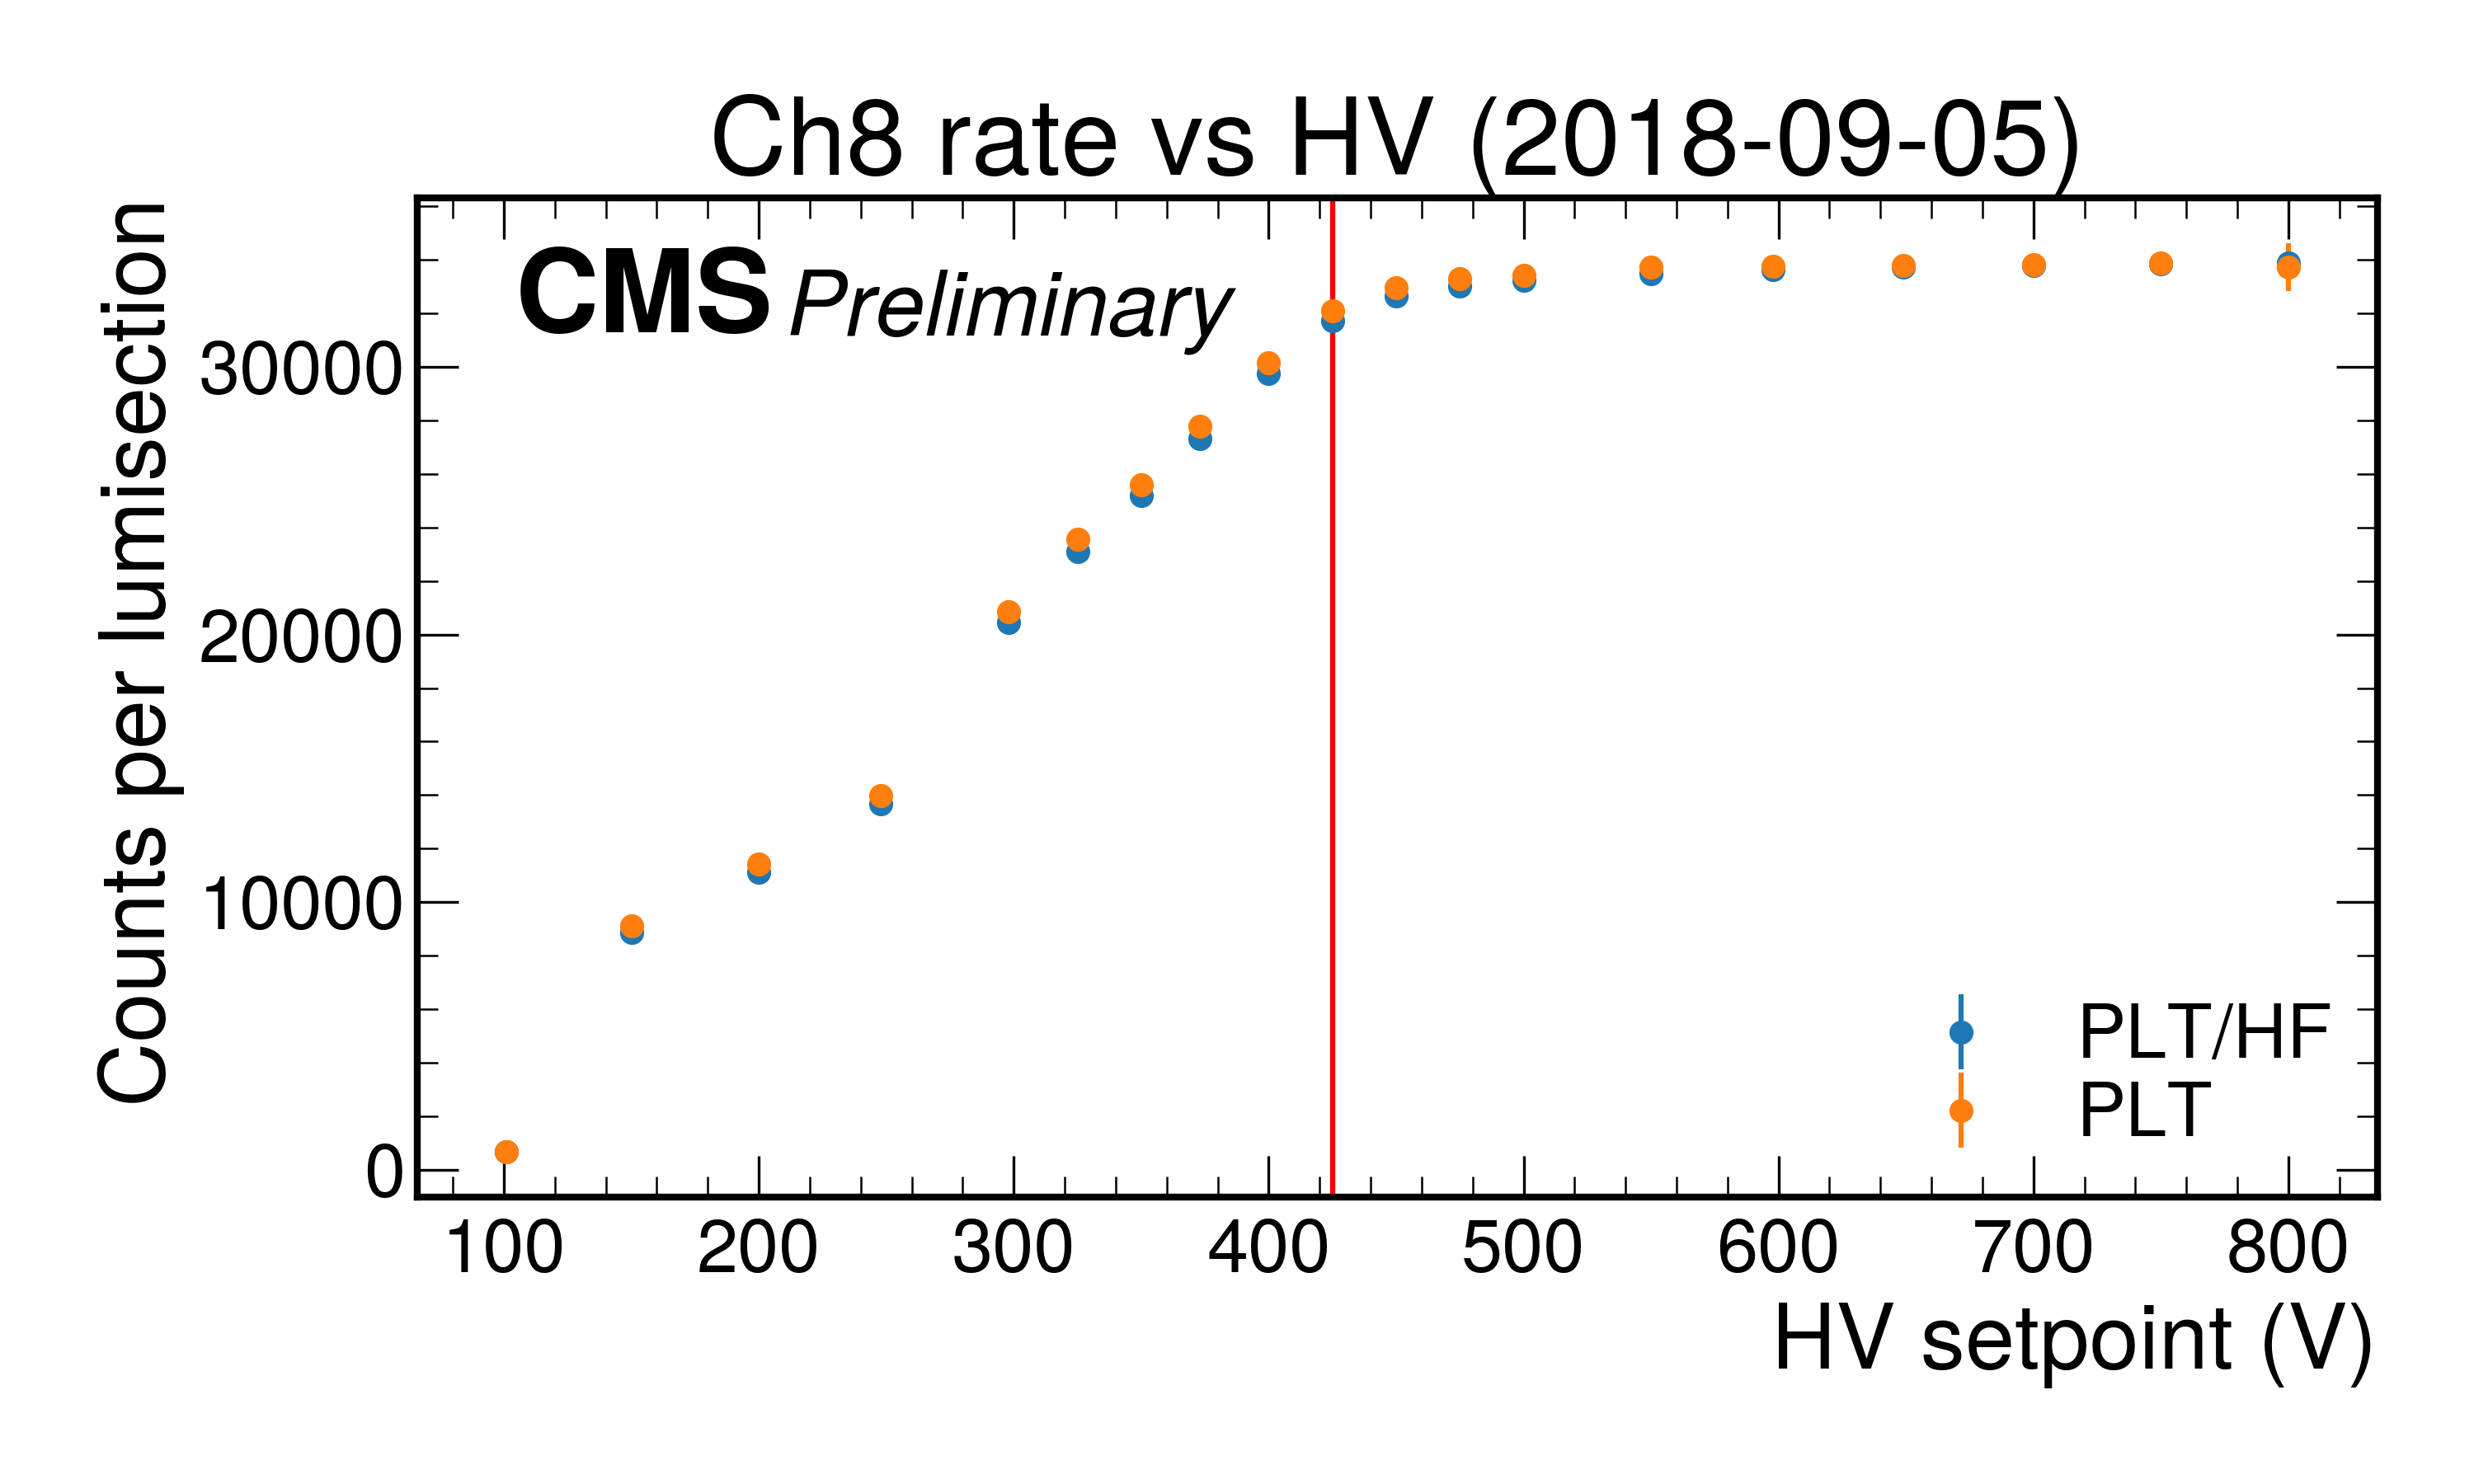 Ch8 rate vs HV (2018-09-05)
CMS Preliminary
Counts per lumisection
30000
20000
10000
0
PLT/HF
PLT
100 200 300 400 500 600 700 800
HV setpoint (V)